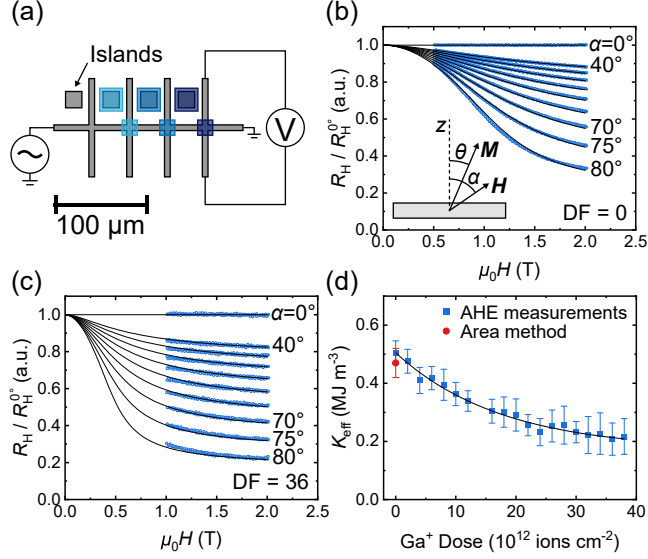 (a)
Islands
V
100 μm
(b)
R_H / R_H^0° (a.u.)
1.0
0.8
0.6
0.4
0.2
0.0
α=0°
40°
70°
75°
80°
z
θ
M
α
H
DF = 0
0.0 0.5 1.0 1.5 2.0 2.5
μ₀H (T)
(c)
R_H / R_H^0° (a.u.)
1.0
0.8
0.6
0.4
0.2
0.0
α=0°
40°
70°
75°
80°
DF = 36
0.0 0.5 1.0 1.5 2.0 2.5
μ₀H (T)
(d)
K_eff (MJ m⁻³)
0.6
0.4
0.2
0.0
AHE measurements
Area method
0 10 20 30 40
Ga⁺ Dose (10¹² ions cm⁻²)